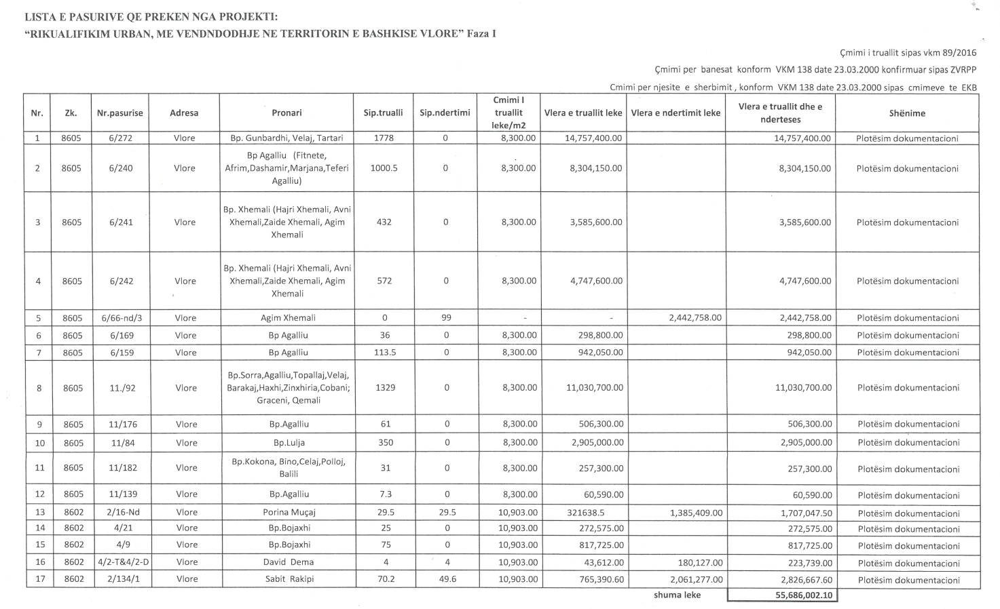 LISTA E PASURIVE QE PREKEN NGA PROJEKTI:
“RIKUALIFIKIM URBAN, ME VENDNDODHJE NE TERRITORIN E BASHKISE VLORE” Faza I
Çmimi i truallit sipas vkm 89/2016
Çmimi per banesat konform VKM 138 date 23.03.2000 konfirmuar sipas ZVRPP
Cmimi per njesite e sherbimit , konform VKM 138 date 23.03.2000 sipas cmimeve te EKB
Nr. Zk. Nr.pasurise Adresa Pronari Sip.trualli Sip.ndertimi Cmimi I truallit leke/m2 Vlera e truallit leke Vlera e ndertimit leke Vlera e truallit dhe e nderteses Shënime
1 8605 6/272 Vlore Bp. Gunbardhi, Velaj, Tartari 1778 0 8,300.00 14,757,400.00 14,757,400.00 Plotësim dokumentacioni
2 8605 6/240 Vlore Bp Agalliu (Fitnete, Afrim,Dashamir,Marjana,Teferi Agalliu) 1000.5 0 8,300.00 8,304,150.00 8,304,150.00 Plotësim dokumentacioni
3 8605 6/241 Vlore Bp. Xhemali (Hajri Xhemali, Avni Xhemali,Zaide Xhemali, Agim Xhemali 432 0 8,300.00 3,585,600.00 3,585,600.00 Plotësim dokumentacioni
4 8605 6/242 Vlore Bp. Xhemali (Hajri Xhemali, Avni Xhemali,Zaide Xhemali, Agim Xhemali 572 0 8,300.00 4,747,600.00 4,747,600.00 Plotësim dokumentacioni
5 8605 6/66-nd/3 Vlore Agim Xhemali 0 99 - - 2,442,758.00 2,442,758.00 Plotësim dokumentacioni
6 8605 6/169 Vlore Bp Agalliu 36 0 8,300.00 298,800.00 298,800.00 Plotësim dokumentacioni
7 8605 6/159 Vlore Bp Agalliu 113.5 0 8,300.00 942,050.00 942,050.00 Plotësim dokumentacioni
8 8605 11./92 Vlore Bp.Sorra,Agalliu,Topallaj,Velaj, Barakaj,Haxhi,Zinxhiria,Cobani; Graceni, Qemali 1329 0 8,300.00 11,030,700.00 11,030,700.00 Plotësim dokumentacioni
9 8605 11/176 Vlore Bp.Agalliu 61 0 8,300.00 506,300.00 506,300.00 Plotësim dokumentacioni
10 8605 11/84 Vlore Bp.Lulja 350 0 8,300.00 2,905,000.00 2,905,000.00 Plotësim dokumentacioni
11 8605 11/182 Vlore Bp.Kokona, Bino,Celaj,Polloj, Balili 31 0 8,300.00 257,300.00 257,300.00 Plotësim dokumentacioni
12 8605 11/139 Vlore Bp.Agalliu 7.3 0 8,300.00 60,590.00 60,590.00 Plotësim dokumentacioni
13 8602 2/16-Nd Vlore Porina Muçaj 29.5 29.5 10,903.00 321638.5 1,385,409.00 1,707,047.50 Plotësim dokumentacioni
14 8602 4/21 Vlore Bp.Bojaxhi 25 0 10,903.00 272,575.00 272,575.00 Plotësim dokumentacioni
15 8602 4/9 Vlore Bp.Bojaxhi 75 0 10,903.00 817,725.00 817,725.00 Plotësim dokumentacioni
16 8602 4/2-T&4/2-D Vlore David Dema 4 4 10,903.00 43,612.00 180,127.00 223,739.00 Plotësim dokumentacioni
17 8602 2/134/1 Vlore Sabit Rakipi 70.2 49.6 10,903.00 765,390.60 2,061,277.00 2,826,667.60 Plotësim dokumentacioni
shuma leke 55,686,002.10